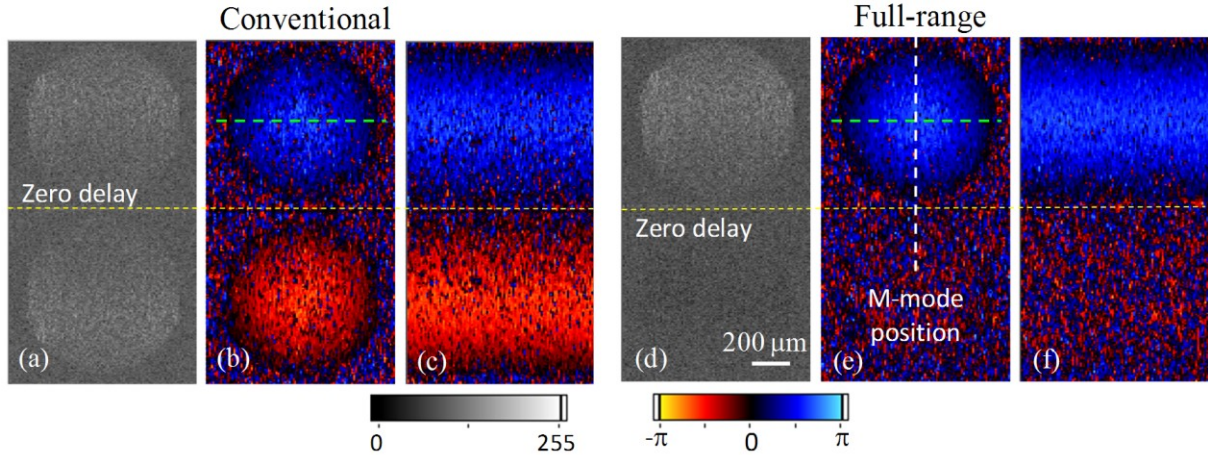 Conventional
Full-range
Zero delay
Zero delay
M-mode
position
200 μm
(a)
(b)
(c)
(d)
(e)
(f)
0
255
-π
0
π